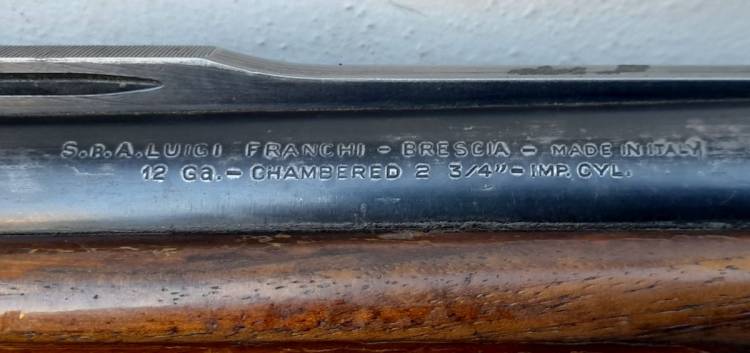 S.P.A. LUIGI FRANCHI - BRESCIA - MADE IN ITALY
12 Ga. - CHAMBERED 2 3/4" - IMP. CYL.